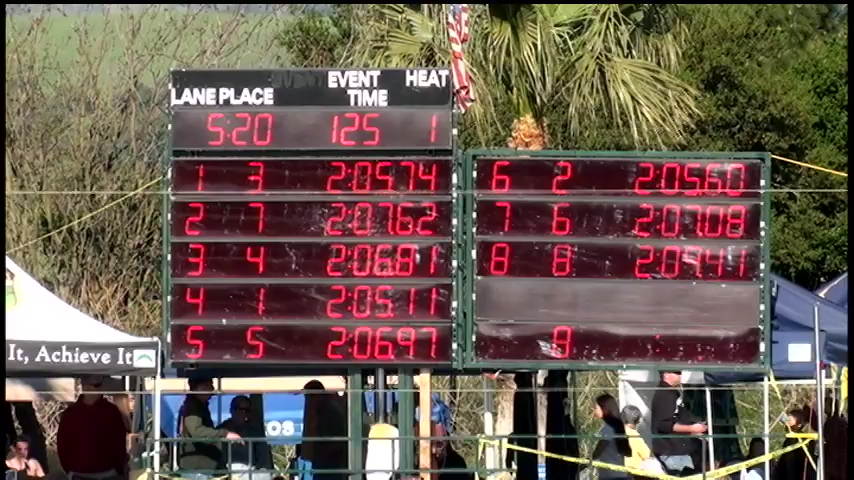 EVENT HEAT
LANE PLACE TIME
5:20 125 1
1 3 2:05.74
2 7 2:07.62
3 4 2:06.81
4 1 2:05.11
5 5 2:06.97
6 2 2:05.60
7 6 2:07.08
8 8 2:09.41
It, Achieve It